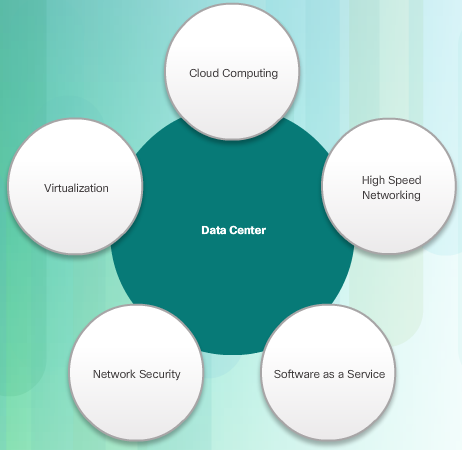 Cloud Computing
Virtualization
High Speed
Networking
Data Center
Network Security
Software as a Service